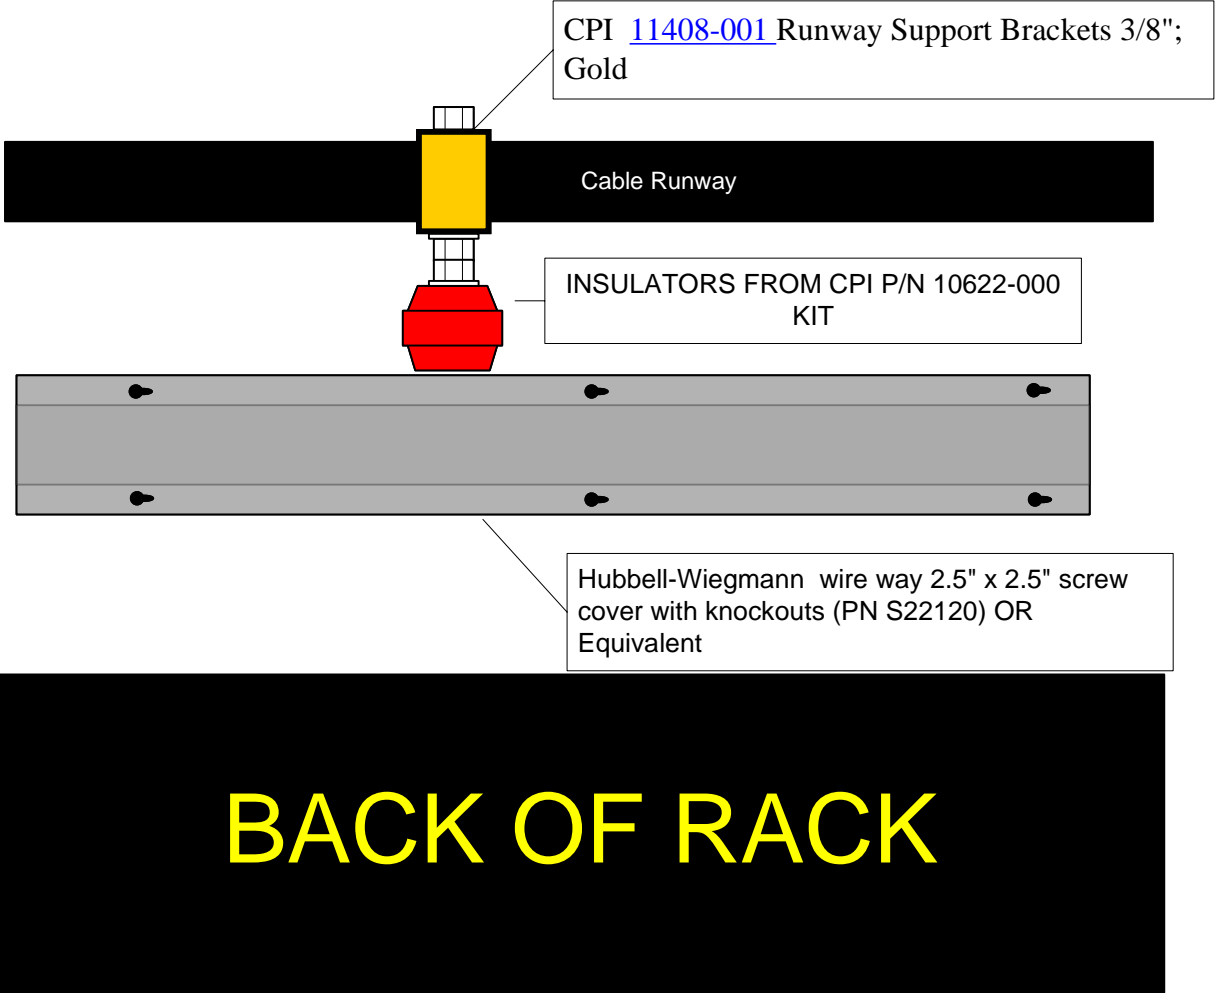 CPI 11408-001 Runway Support Brackets 3/8";
Gold
Cable Runway
INSULATORS FROM CPI P/N 10622-000
KIT
Hubbell-Wiegmann wire way 2.5" x 2.5" screw
cover with knockouts (PN S22120) OR
Equivalent
BACK OF RACK